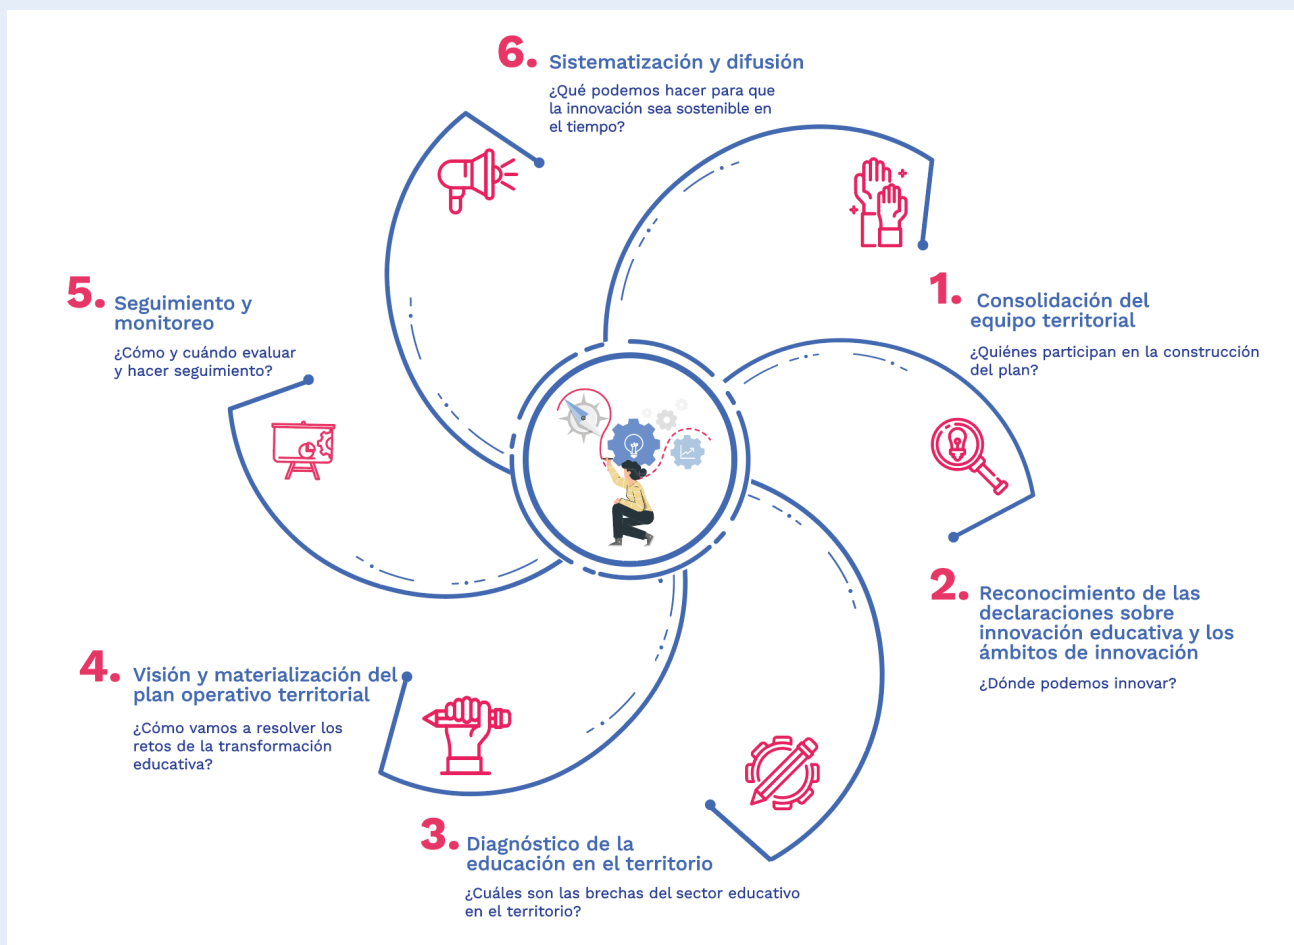 6. Sistematización y difusión
¿Qué podemos hacer para que
la innovación sea sostenible en
el tiempo?
1. Consolidación del
equipo territorial
¿Quiénes participan en la construcción
del plan?
2. Reconocimiento de las
declaraciones sobre
innovación educativa y los
ámbitos de innovación
¿Dónde podemos innovar?
3. Diagnóstico de la
educación en el territorio
¿Cuáles son las brechas del sector educativo
en el territorio?
4. Visión y materialización del
plan operativo territorial
¿Cómo vamos a resolver los
retos de la transformación
educativa?
5. Seguimiento y
monitoreo
¿Cómo y cuándo evaluar
y hacer seguimiento?